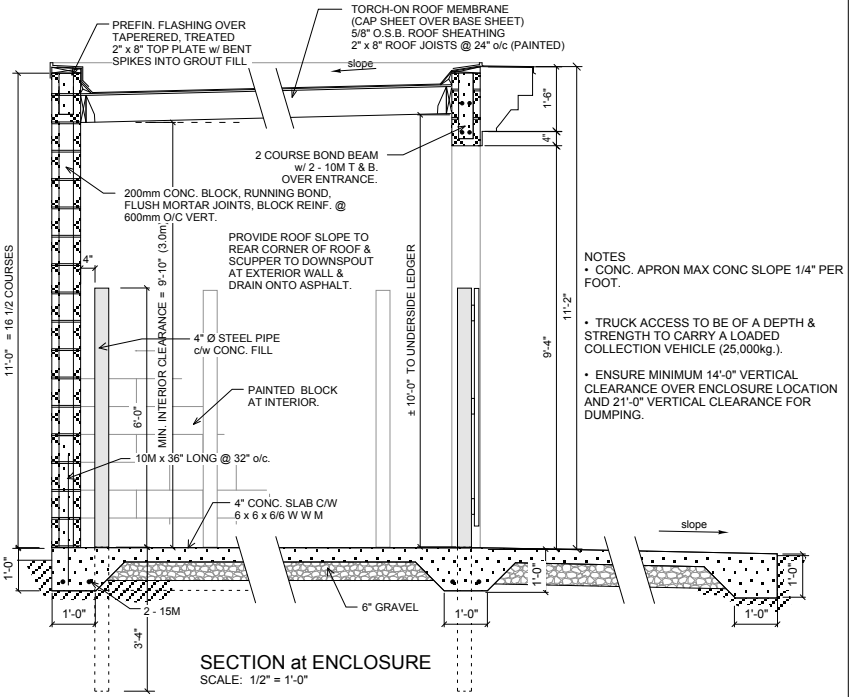 PREFIN. FLASHING OVER
TAPERERED, TREATED
2" x 8" TOP PLATE w/ BENT
SPIKES INTO GROUT FILL
TORCH-ON ROOF MEMBRANE
(CAP SHEET OVER BASE SHEET)
5/8" O.S.B. ROOF SHEATHING
2" x 8" ROOF JOISTS @ 24" o/c (PAINTED)
slope
1'-6"
4"
2 COURSE BOND BEAM
w/ 2 - 10M T & B.
OVER ENTRANCE.
200mm CONC. BLOCK, RUNNING BOND,
FLUSH MORTAR JOINTS, BLOCK REINF. @
600mm O/C VERT.
PROVIDE ROOF SLOPE TO
REAR CORNER OF ROOF &
SCUPPER TO DOWNSPOUT
AT EXTERIOR WALL &
DRAIN ONTO ASPHALT.
4"
11'-0" = 16 1/2 COURSES
MIN. INTERIOR CLEARANCE = 9'-10" (3.0m)
± 10'-0" TO UNDERSIDE LEDGER
9'-4"
11'-2"
NOTES
• CONC. APRON MAX CONC SLOPE 1/4" PER
FOOT.
• TRUCK ACCESS TO BE OF A DEPTH &
STRENGTH TO CARRY A LOADED
COLLECTION VEHICLE (25,000kg.).
• ENSURE MINIMUM 14'-0" VERTICAL
CLEARANCE OVER ENCLOSURE LOCATION
AND 21'-0" VERTICAL CLEARANCE FOR
DUMPING.
4" Ø STEEL PIPE
c/w CONC. FILL
PAINTED BLOCK
AT INTERIOR.
6'-0"
10M x 36" LONG @ 32" o/c.
4" CONC. SLAB C/W
6 x 6 x 6/6 W W M
slope
1'-0"
1'-0"
1'-0"
1'-0"
2 - 15M
6" GRAVEL
1'-0"
1'-0"
3'-4"
SECTION at ENCLOSURE
SCALE: 1/2" = 1'-0"